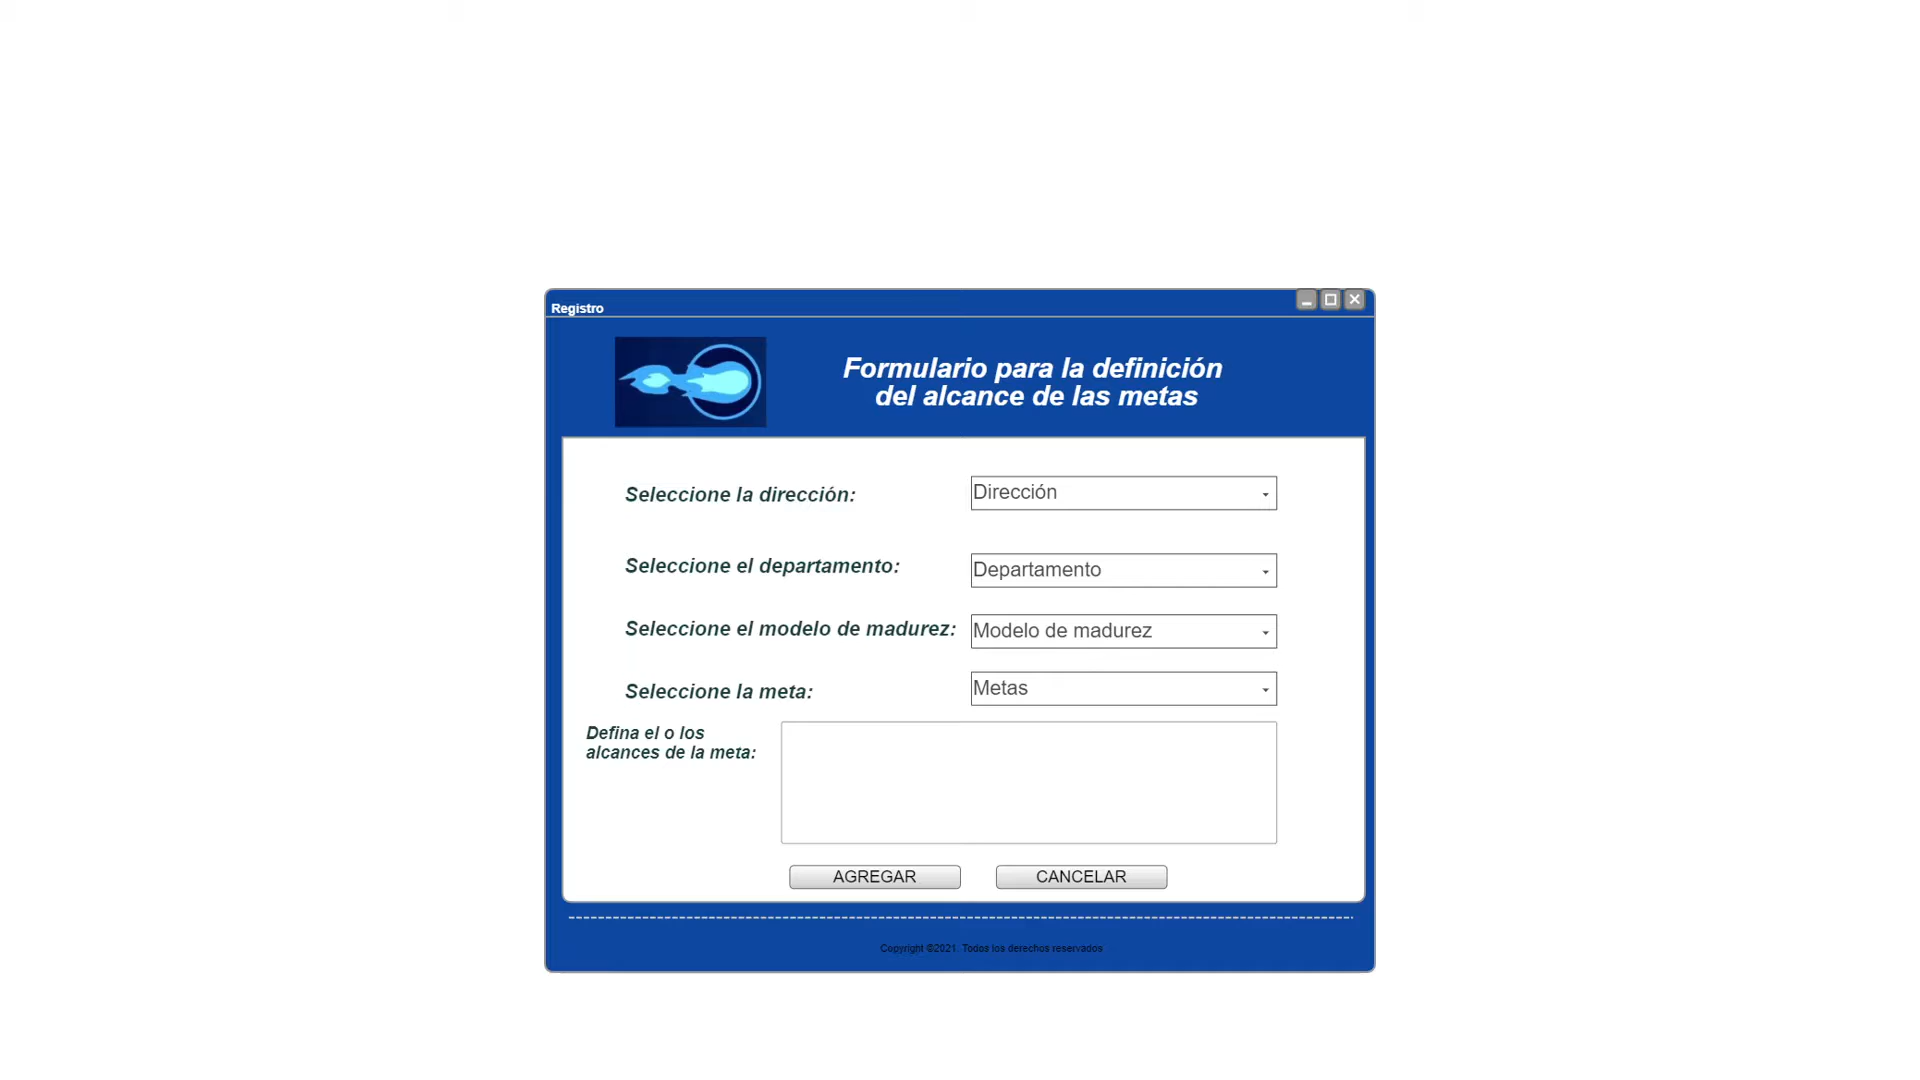 Registro
Formulario para la definición
del alcance de las metas
Seleccione la dirección:
Dirección
Seleccione el departamento:
Departamento
Seleccione el modelo de madurez:
Modelo de madurez
Seleccione la meta:
Metas
Defina el o los
alcances de la meta:
AGREGAR
CANCELAR
Copyright ©2021. Todos los derechos reservados